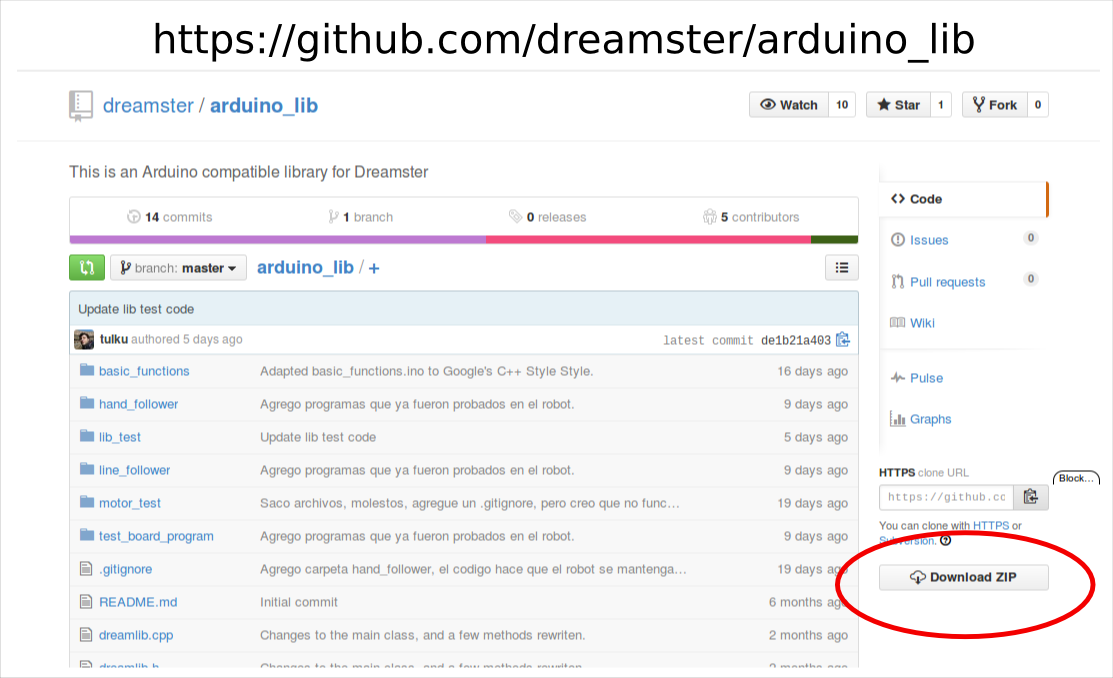 https://github.com/dreamster/arduino_lib
dreamster / arduino_lib
Watch 10 Star 1 Fork 0
This is an Arduino compatible library for Dreamster
14 commits 1 branch 0 releases 5 contributors
branch: master arduino_lib / +
Update lib test code
tulku authored 5 days ago latest commit de1b21a403
basic_functions Adapted basic_functions.ino to Google's C++ Style Style. 16 days ago
hand_follower Agrego programas que ya fueron probados en el robot. 9 days ago
lib_test Update lib test code 5 days ago
line_follower Agrego programas que ya fueron probados en el robot. 9 days ago
motor_test Saco archivos, molestos, agregue un .gitignore, pero creo que no func... 19 days ago
test_board_program Agrego programas que ya fueron probados en el robot. 9 days ago
.gitignore Agrego carpeta hand_follower, el codigo hace que el robot se mantenga... 19 days ago
README.md Initial commit 6 months ago
dreamlib.cpp Changes to the main class, and a few methods rewriten. 2 months ago
dreamlib.h Changes to the main class, and a few methods rewriten. 2 months ago
Code
Issues 0
Pull requests 0
Wiki
Pulse
Graphs
HTTPS clone URL
Block...
https://github.cc
You can clone with HTTPS or
Subversion.
Download ZIP